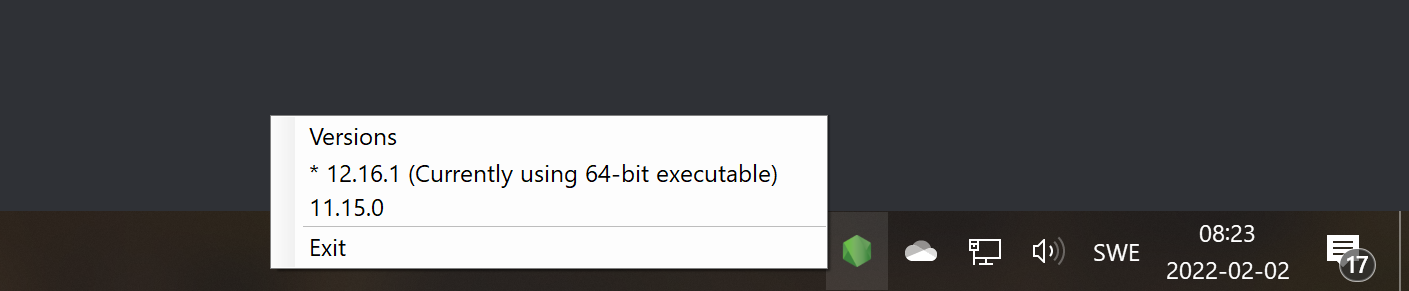 Versions
* 12.16.1 (Currently using 64-bit executable)
11.15.0
Exit
SWE
08:23
2022-02-02
17